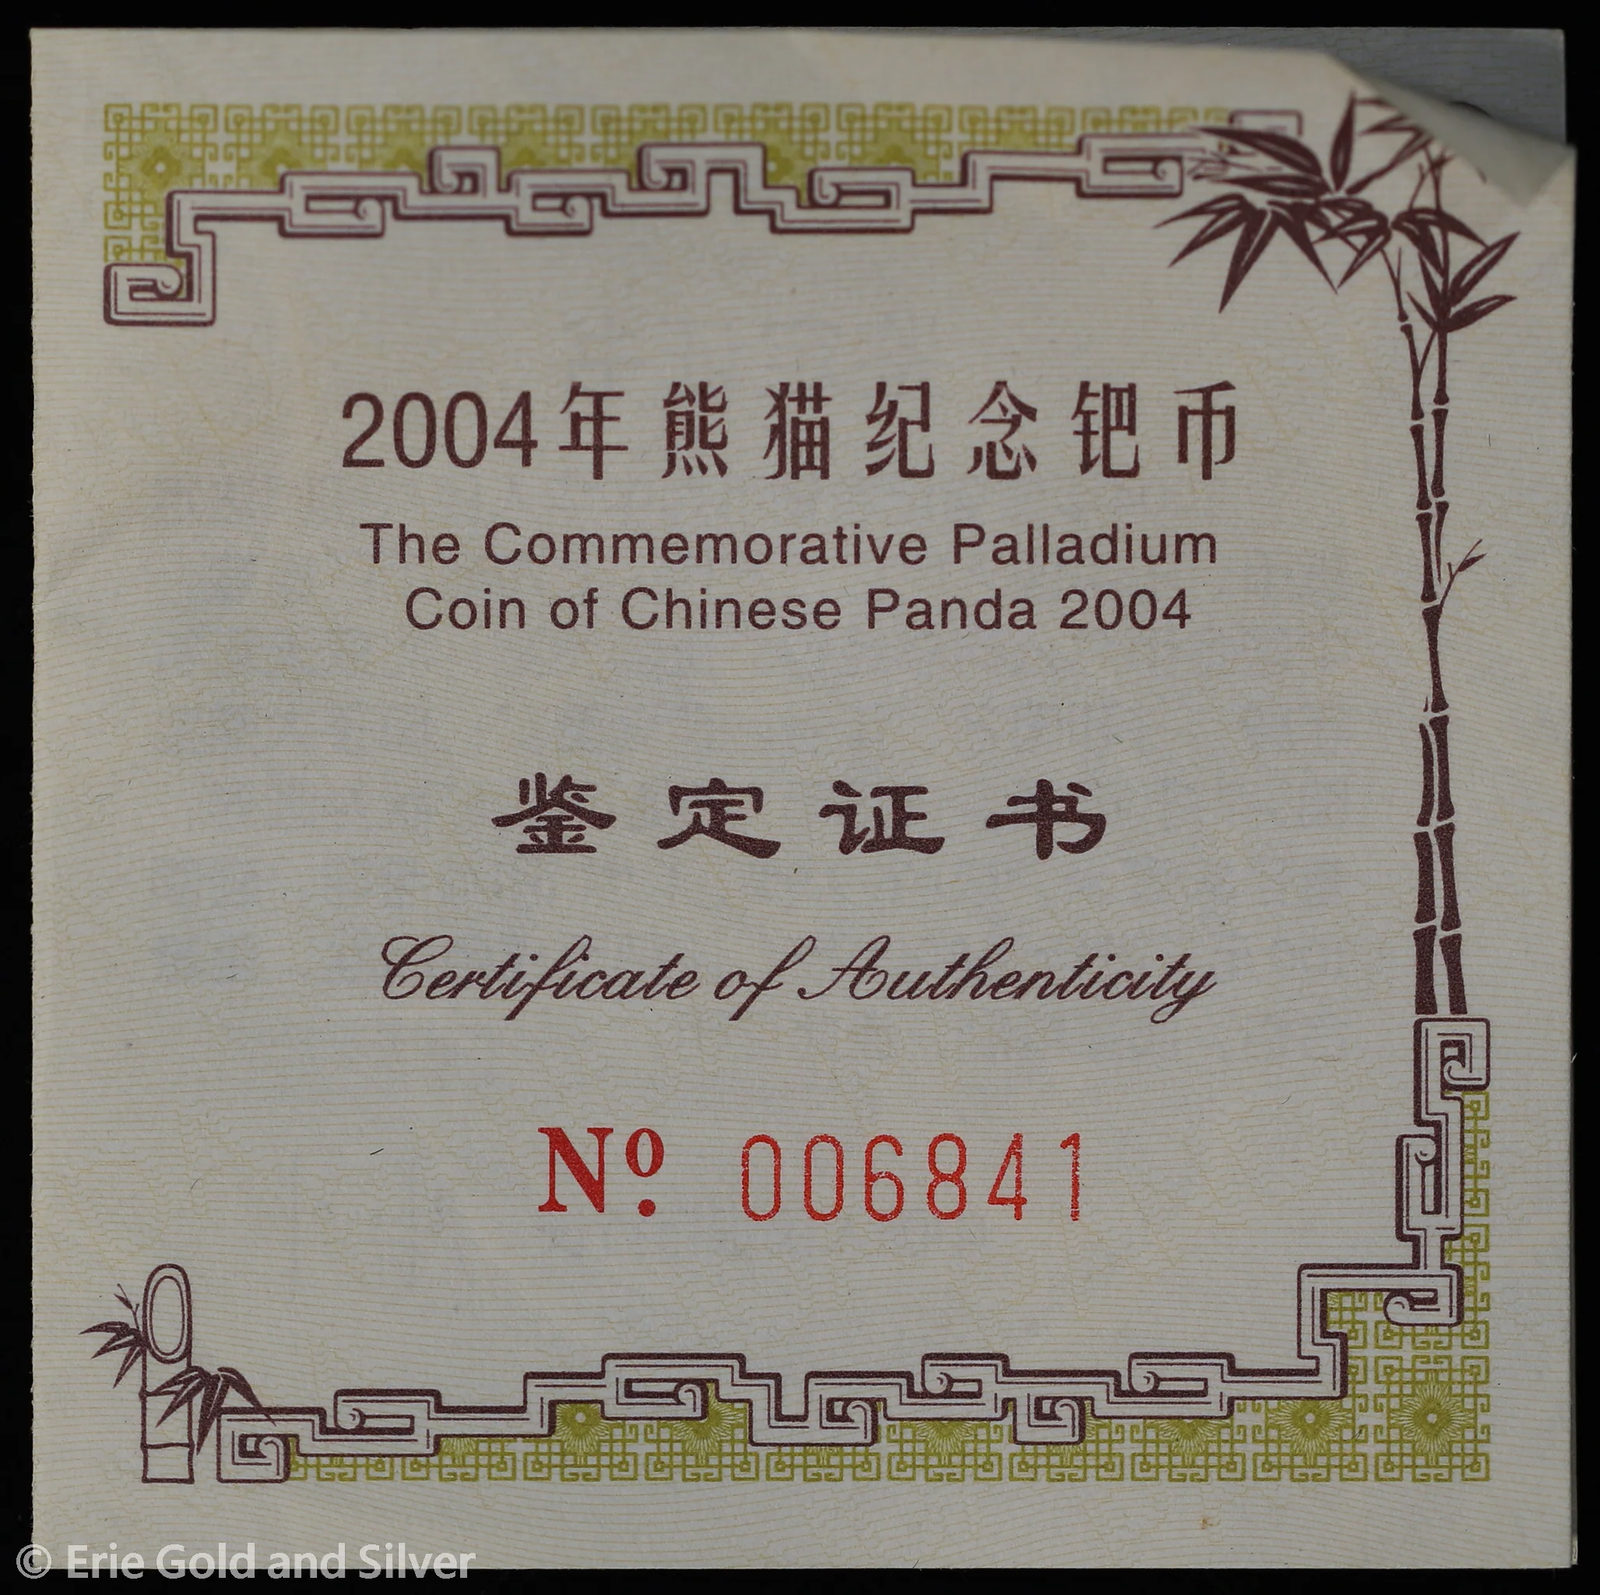 2004年熊猫纪念钯币
The Commemorative Palladium
Coin of Chinese Panda 2004
鉴定证书
Certificate of Authenticity
Nº. 006841
© Erie Gold and Silver